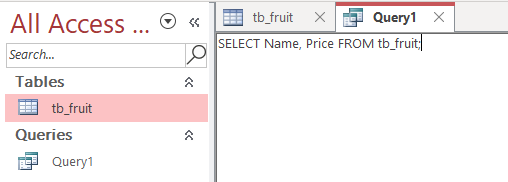 All Access ...
Search...
Tables
tb_fruit
Queries
Query1
tb_fruit
Query1
SELECT Name, Price FROM tb_fruit;